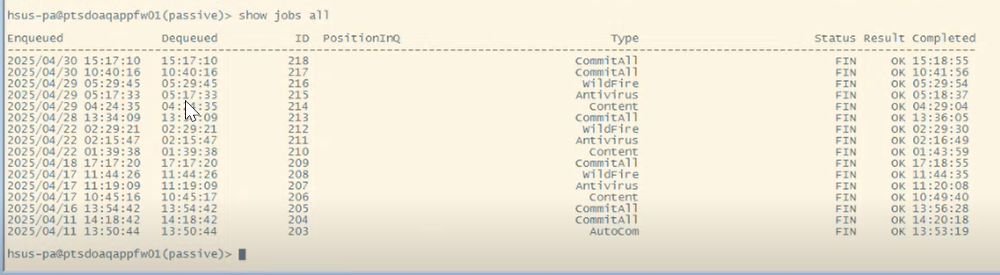 hsus-pa@ptsdoaqappfw01(passive)> show jobs all
Enqueued Dequeued ID PositionInQ Type Status Result Completed
--------------------------------------------------------------------------------
2025/04/30 15:17:10 15:17:10 218 CommitAll FIN OK 15:18:55
2025/04/30 10:40:16 10:40:16 217 CommitAll FIN OK 10:41:56
2025/04/29 05:29:45 05:29:45 216 WildFire FIN OK 05:29:54
2025/04/29 05:17:33 05:17:33 215 Antivirus FIN OK 05:18:37
2025/04/29 04:24:35 214 Content FIN OK 04:29:04
2025/04/28 13:34:09 213 CommitAll FIN OK 13:36:05
2025/04/22 02:29:21 02:29:21 212 WildFire FIN OK 02:29:30
2025/04/22 02:15:47 02:15:47 211 Antivirus FIN OK 02:16:49
2025/04/22 01:39:38 01:39:38 210 Content FIN OK 01:43:59
2025/04/18 17:17:20 17:17:20 209 CommitAll FIN OK 17:18:55
2025/04/17 11:44:26 11:44:26 208 WildFire FIN OK 11:44:35
2025/04/17 11:19:09 11:19:09 207 Antivirus FIN OK 11:20:08
2025/04/17 10:45:16 10:45:17 206 Content FIN OK 10:49:40
2025/04/16 13:54:42 13:54:42 205 CommitAll FIN OK 13:56:28
2025/04/11 14:18:42 14:18:42 204 CommitAll FIN OK 14:20:18
2025/04/11 13:50:44 13:50:44 203 AutoCom FIN OK 13:53:19
hsus-pa@ptsdoaqappfw01(passive)>